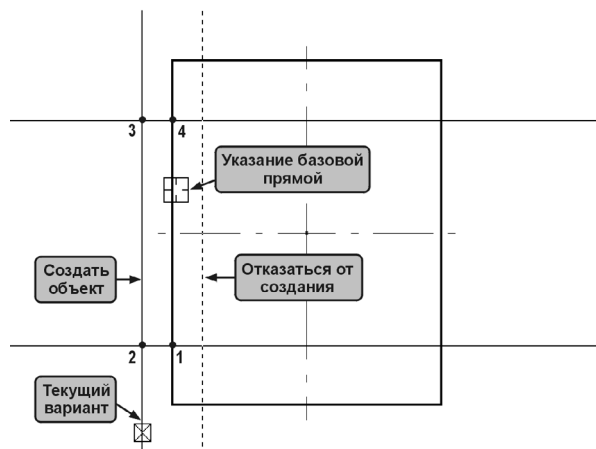 3
4
Указание базовой
прямой
Создать
объект
Отказаться от
создания
2
1
Текущий
вариант